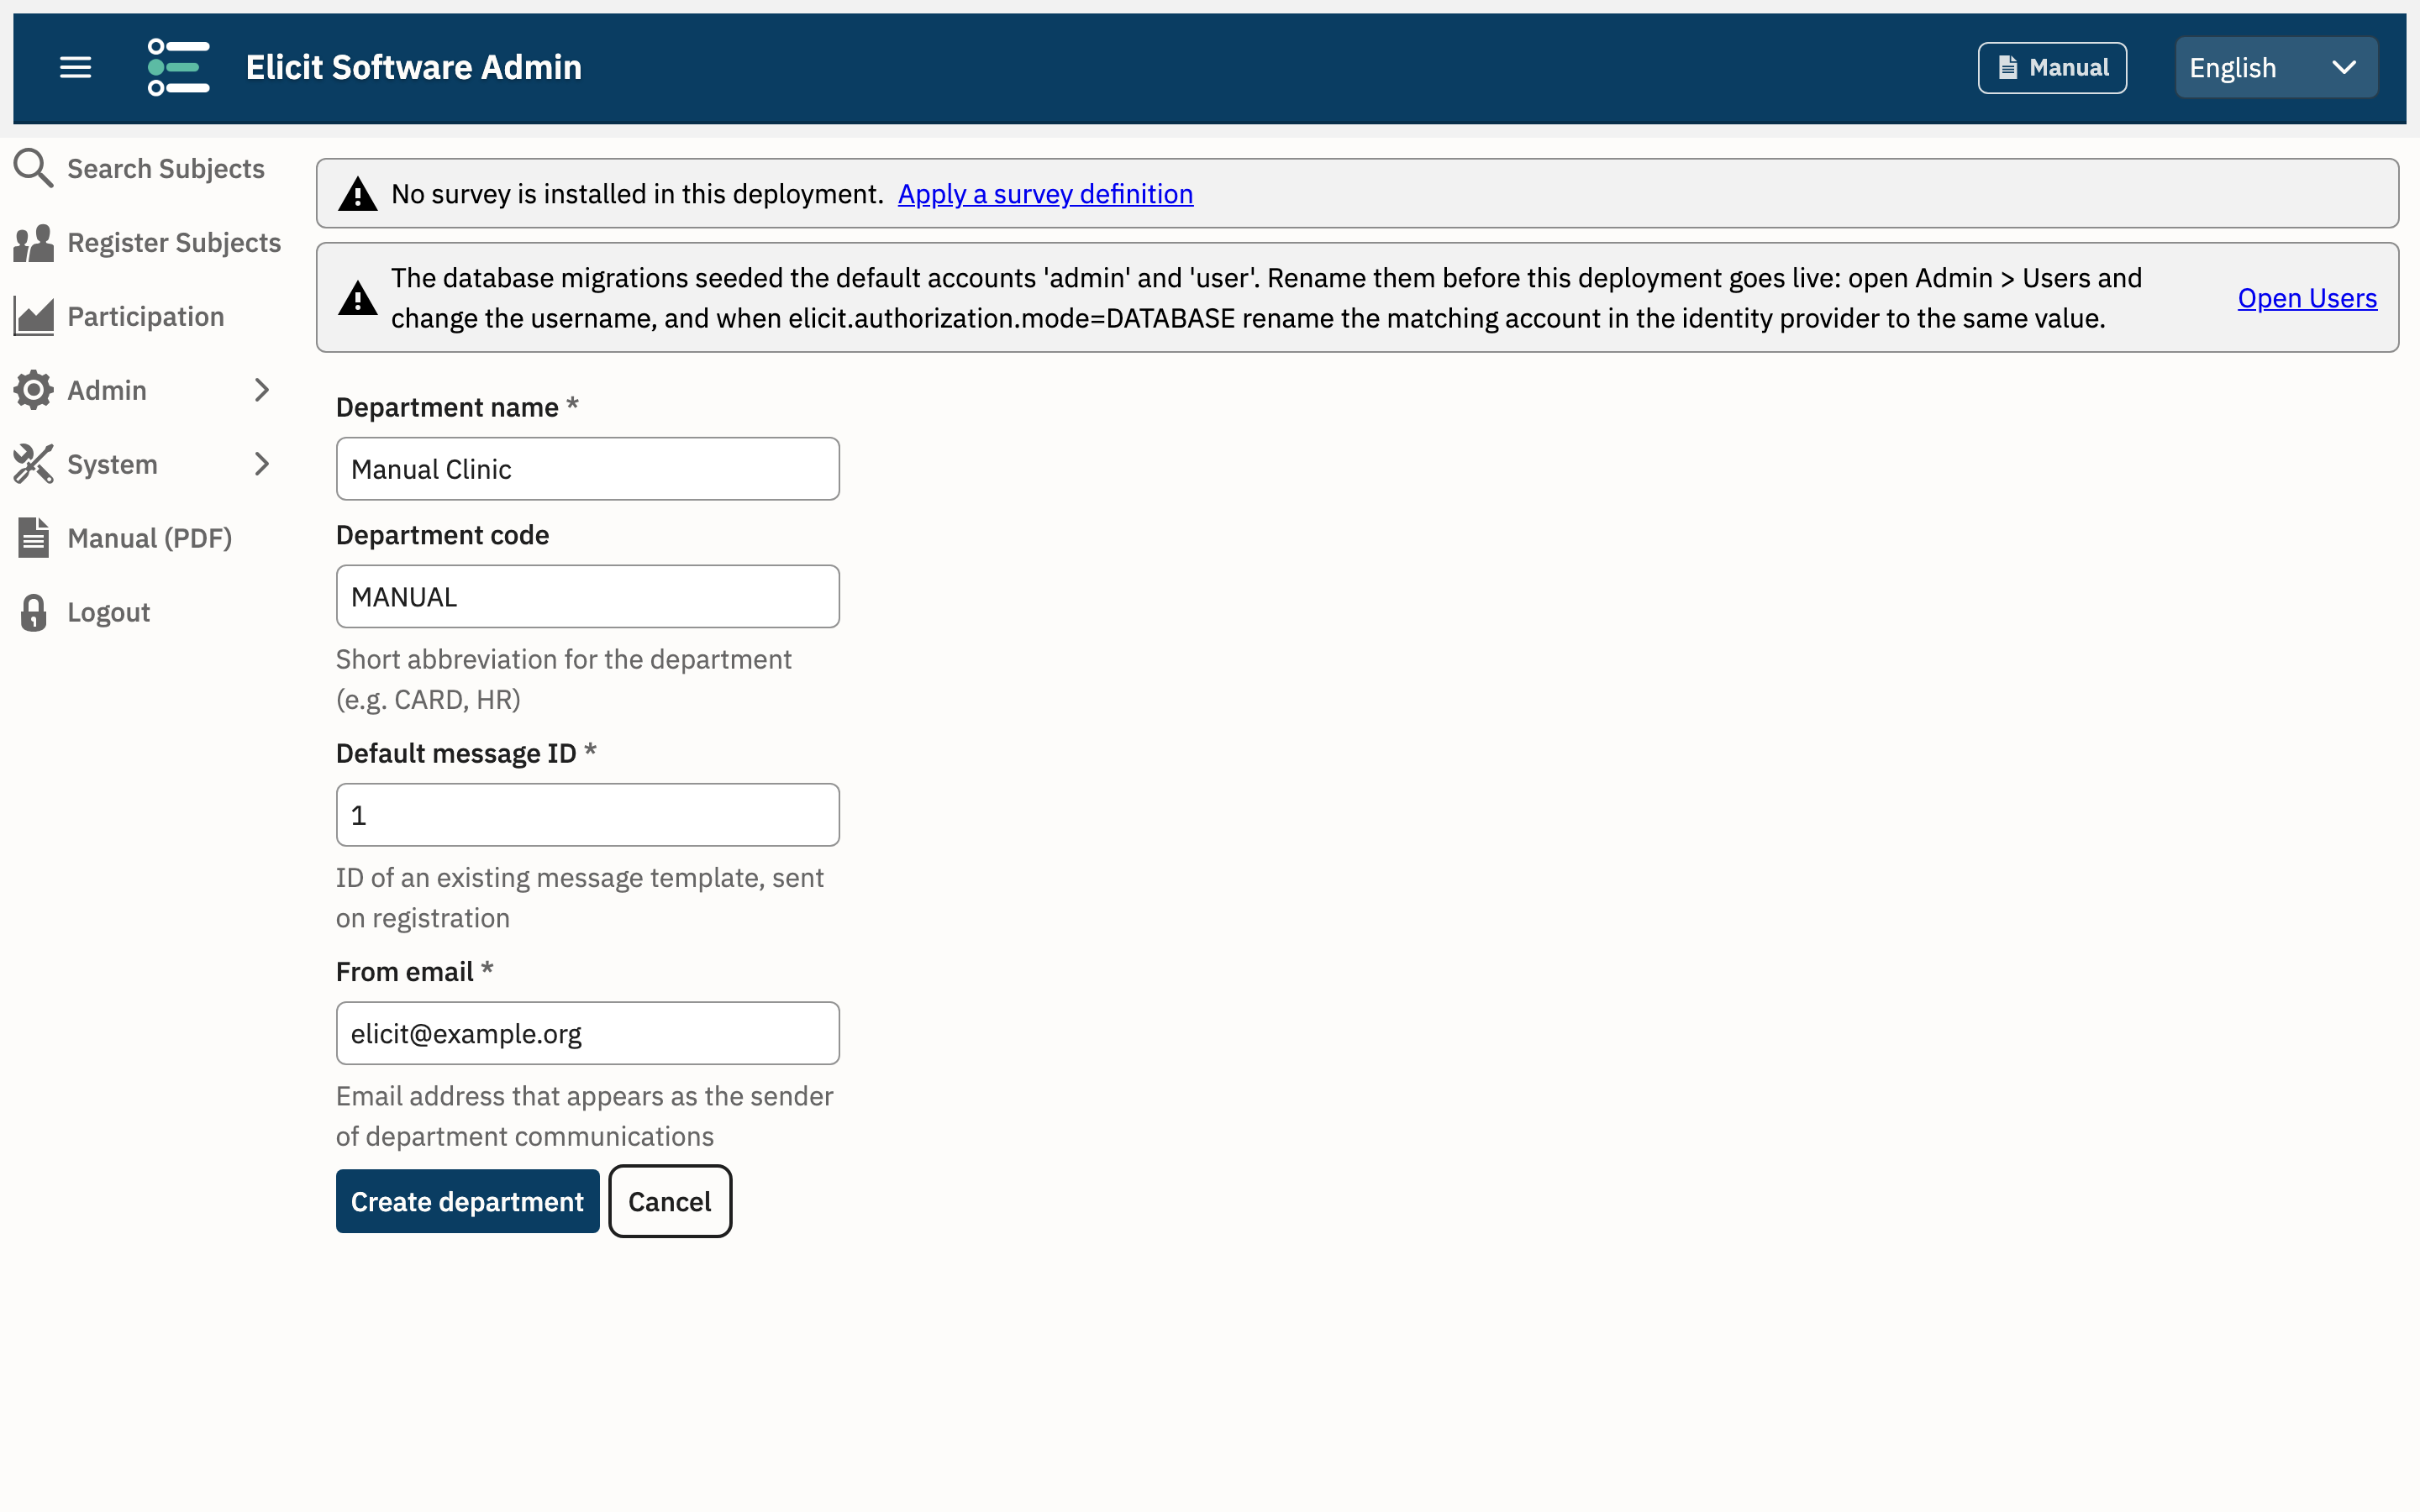 Elicit Software Admin
Manual
English
Search Subjects
Register Subjects
Participation
Admin
System
Manual (PDF)
Logout
No survey is installed in this deployment. Apply a survey definition
The database migrations seeded the default accounts 'admin' and 'user'. Rename them before this deployment goes live: open Admin > Users and
change the username, and when elicit.authorization.mode=DATABASE rename the matching account in the identity provider to the same value.
Open Users
Department name *
Manual Clinic
Department code
MANUAL
Short abbreviation for the department
(e.g. CARD, HR)
Default message ID *
1
ID of an existing message template, sent
on registration
From email *
elicit@example.org
Email address that appears as the sender
of department communications
Create department
Cancel